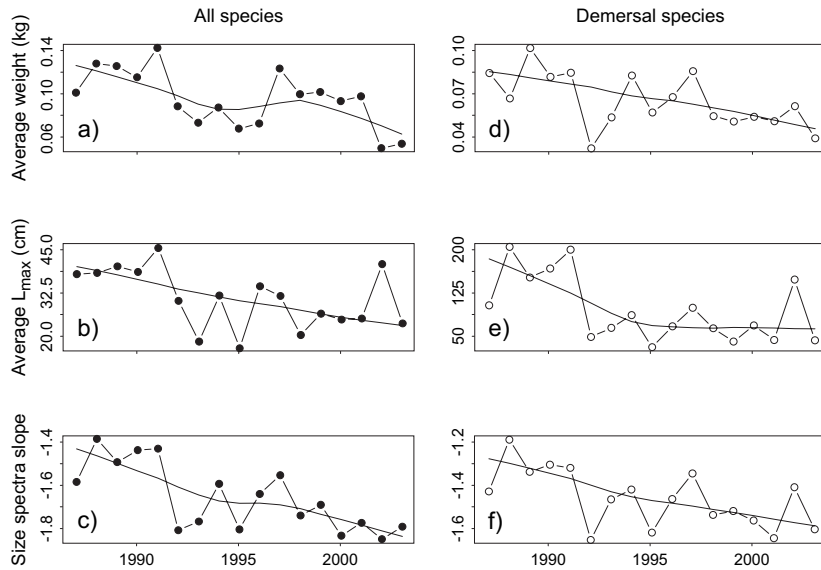 All species
Demersal species
Average weight (kg)
0.14
0.10
0.06
a)
0.10
0.07
0.04
d)
Average Lmax (cm)
45.0
32.5
20.0
b)
200
125
50
e)
Size spectra slope
-1.4
-1.6
-1.8
c)
-1.2
-1.4
-1.6
f)
1990
1995
2000
1990
1995
2000